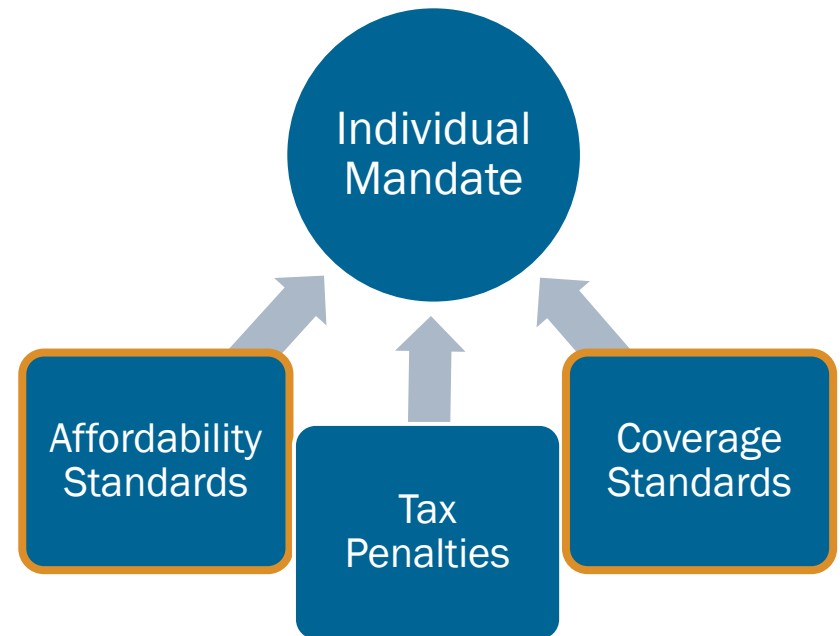 Individual
Mandate
Affordability
Standards
Tax
Penalties
Coverage
Standards